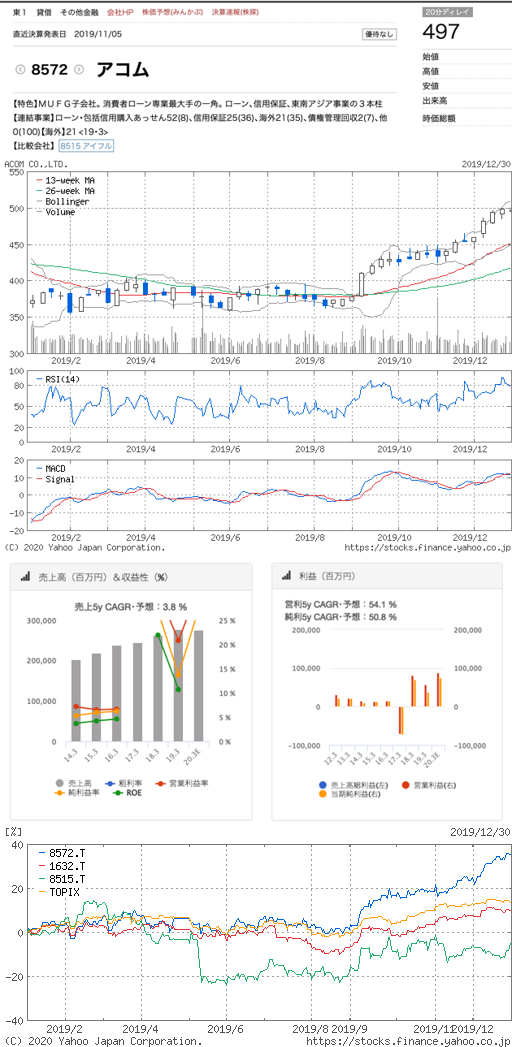 東１ 貸借 その他金融 会社HP 株価予想(みんかぶ) 決算速報(株探)
20分ディレイ
497
直近決算発表日 2019/11/05
優待なし
8572 アコム
始値
高値
安値
出来高
時価総額
【特色】ＭＵＦＧ子会社。消費者ローン専業最大手の一角。ローン、信用保証、東南アジア事業の３本柱
【連結事業】ローン・包括信用購入あっせん52(8)、信用保証25(36)、海外21(35)、債権管理回収2(7)、他
0(100)【海外】21 <19・3>
【比較会社】 8515 アイフル
ACOM CO.,LTD. 2019/12/30
550
500
450
400
350
300
13-week MA
26-week MA
Bollinger
Volume
2019/2 2019/4 2019/6 2019/8 2019/10 2019/12
100
80
50
20
0
RSI(14)
2019/2 2019/4 2019/6 2019/8 2019/10 2019/12
20
10
0
−10
−20
MACD
Signal
2019/2 2019/4 2019/6 2019/8 2019/10 2019/12
(C) 2020 Yahoo Japan Corporation. https://stocks.finance.yahoo.co.jp
売上高（百万円）＆収益性（%）
売上5y CAGR・予想：3.8 %
300,000
200,000
100,000
0
25 %
20 %
15 %
10 %
5 %
0 %
14.3 15.3 16.3 17.3 18.3 19.3 20.3E
売上高 粗利率 営業利益率
純利益率 ROE
利益（百万円）
営利5y CAGR・予想：54.1 %
純利5y CAGR・予想：50.8 %
200,000 200,000
100,000 100,000
0 0
−100,000 −100,000
12.3 13.3 14.3 15.3 16.3 17.3 18.3 19.3 20.3E
売上高総利益(左) 営業利益(右)
当期純利益(右)
[%] 2019/12/30
40
20
0
−20
−40
8572.T
1632.T
8515.T
TOPIX
2019/2 2019/4 2019/6 2019/8 2019/9 2019/11 2019/12
(C) 2020 Yahoo Japan Corporation. https://stocks.finance.yahoo.co.jp